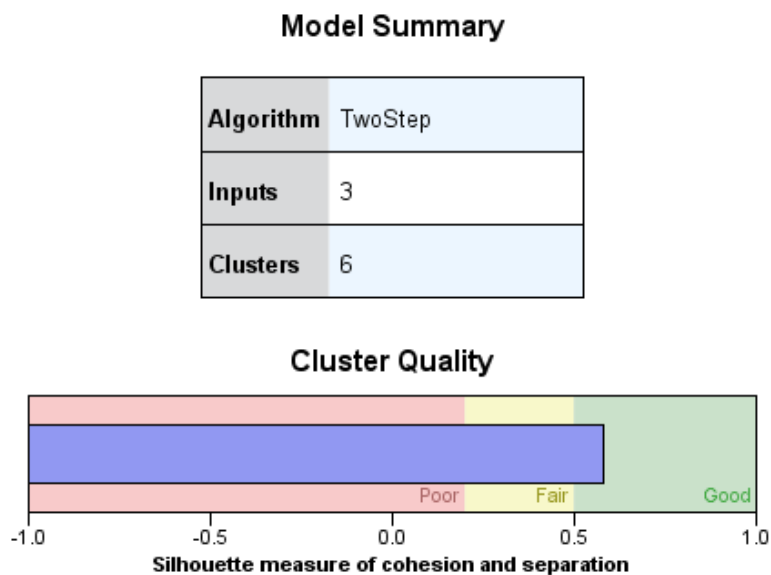 Model Summary
Algorithm TwoStep
Inputs 3
Clusters 6
Cluster Quality
Poor Fair Good
-1.0 -0.5 0.0 0.5 1.0
Silhouette measure of cohesion and separation